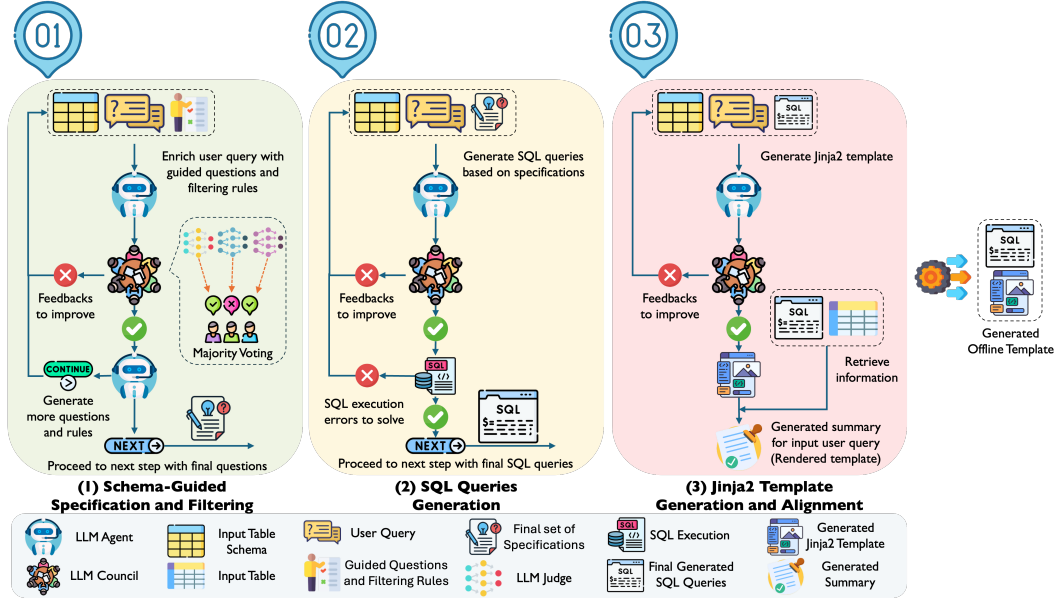 01
02
03
Enrich user query with
guided questions and
filtering rules
Feedbacks
to improve
Majority Voting
CONTINUE
Generate
more questions
and rules
NEXT
Proceed to next step with final questions
(1) Schema-Guided
Specification and Filtering
Generate SQL queries
based on specifications
Feedbacks
to improve
SQL
SQL execution
errors to solve
SQL
$=
NEXT
Proceed to next step with final SQL queries
(2) SQL Queries
Generation
SQL
$=
Generate Jinja2 template
Feedbacks
to improve
SQL
$=
Retrieve
information
Generated summary
for input user query
(Rendered template)
(3) Jinja2 Template
Generation and Alignment
SQL
$=
Generated
Offline Template
LLM Agent
Input Table
Schema
User Query
Final set of
Specifications
SQL
SQL Execution
Generated
Jinja2 Template
LLM Council
Input Table
Guided Questions
and Filtering Rules
LLM Judge
SQL
$=
Final Generated
SQL Queries
Generated
Summary